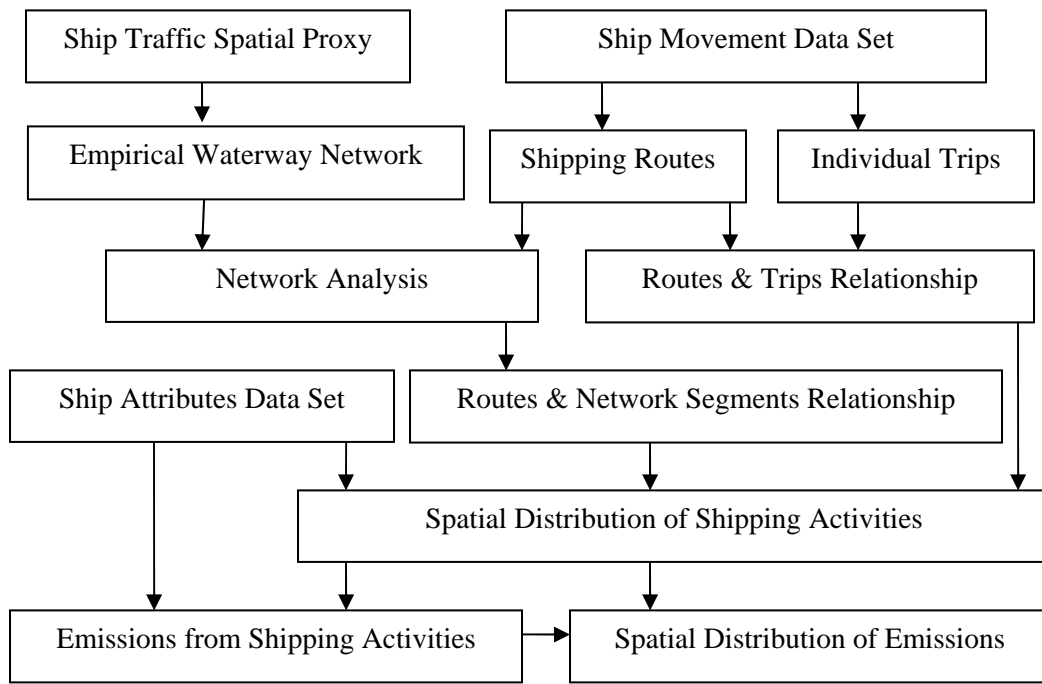 Ship Traffic Spatial Proxy
Ship Movement Data Set
Empirical Waterway Network
Shipping Routes
Individual Trips
Network Analysis
Routes & Trips Relationship
Ship Attributes Data Set
Routes & Network Segments Relationship
Spatial Distribution of Shipping Activities
Emissions from Shipping Activities
Spatial Distribution of Emissions